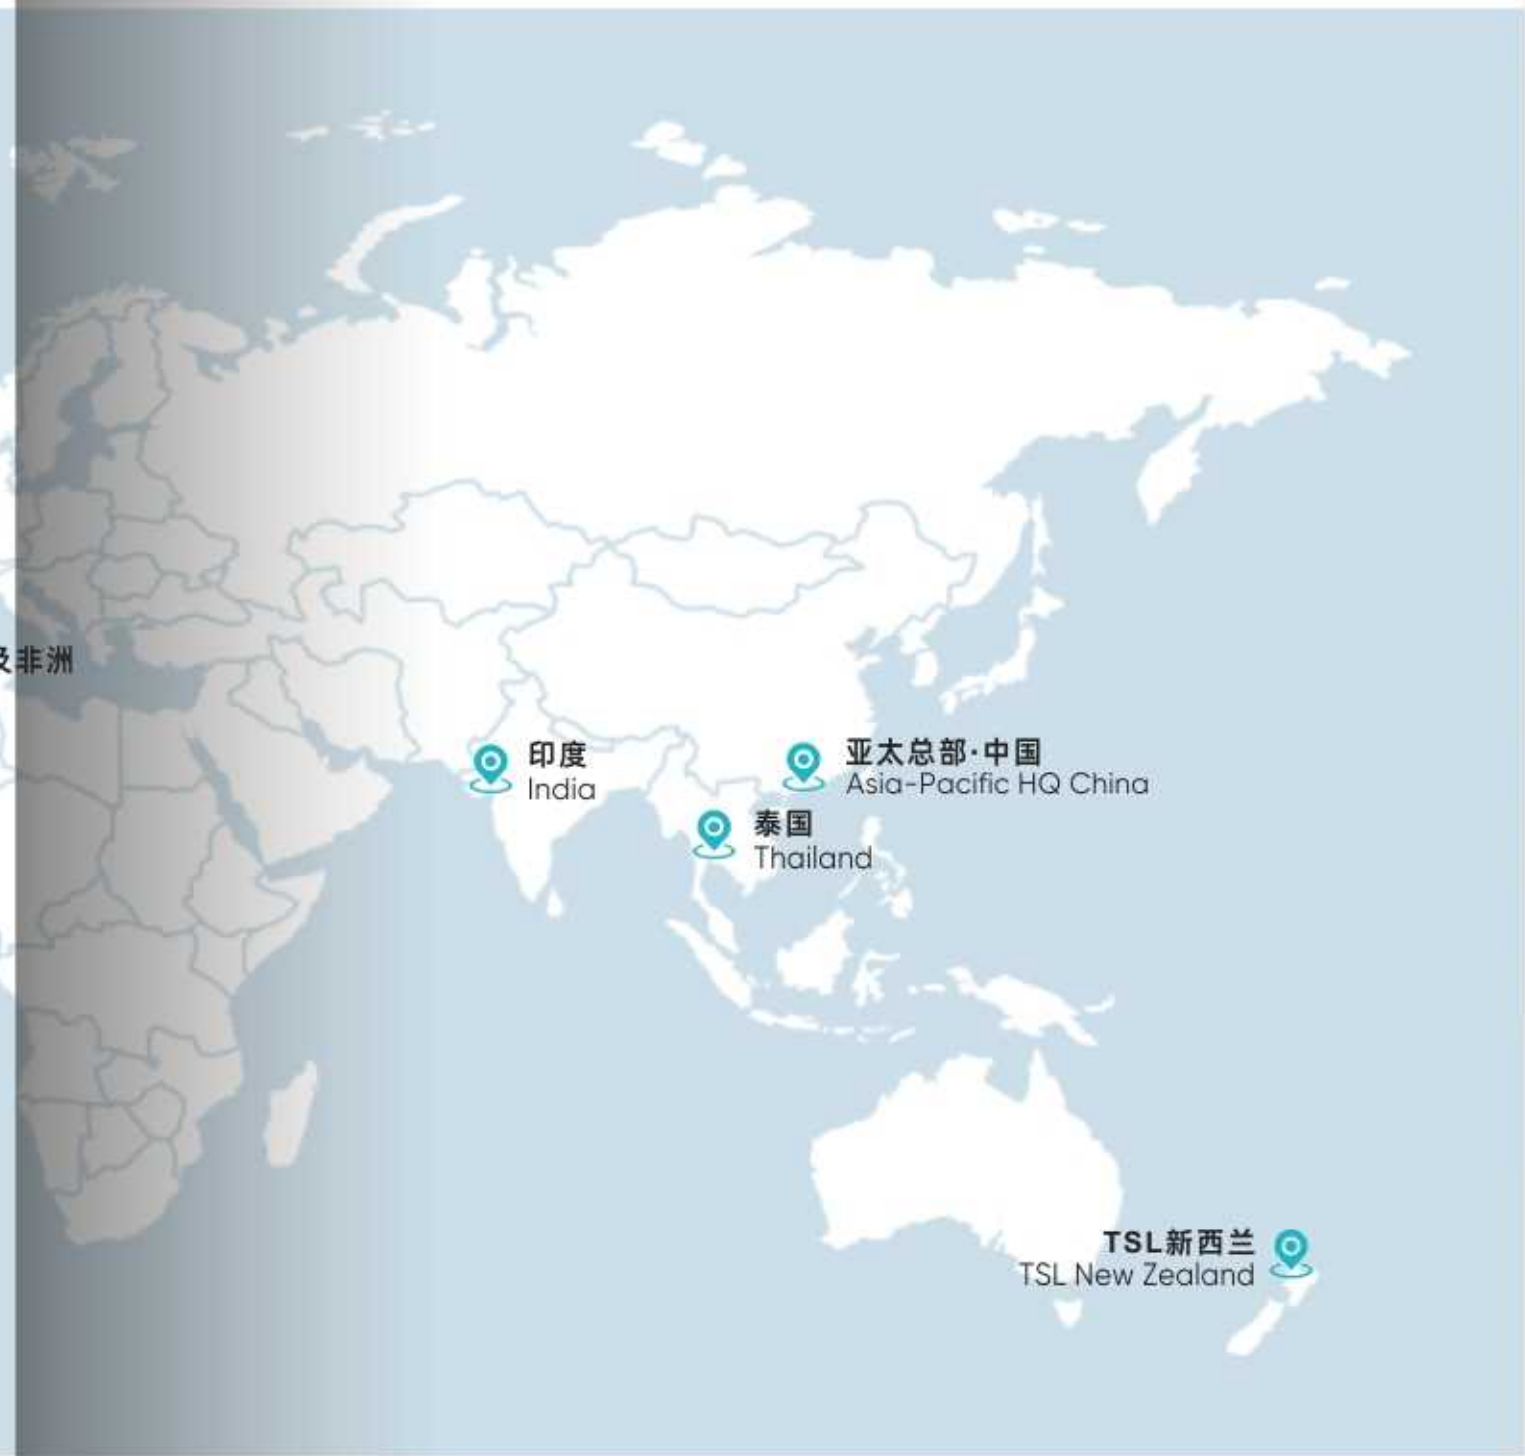 及非洲
印度
India
亚太总部·中国
Asia-Pacific HQ China
泰国
Thailand
TSL新西兰
TSL New Zealand